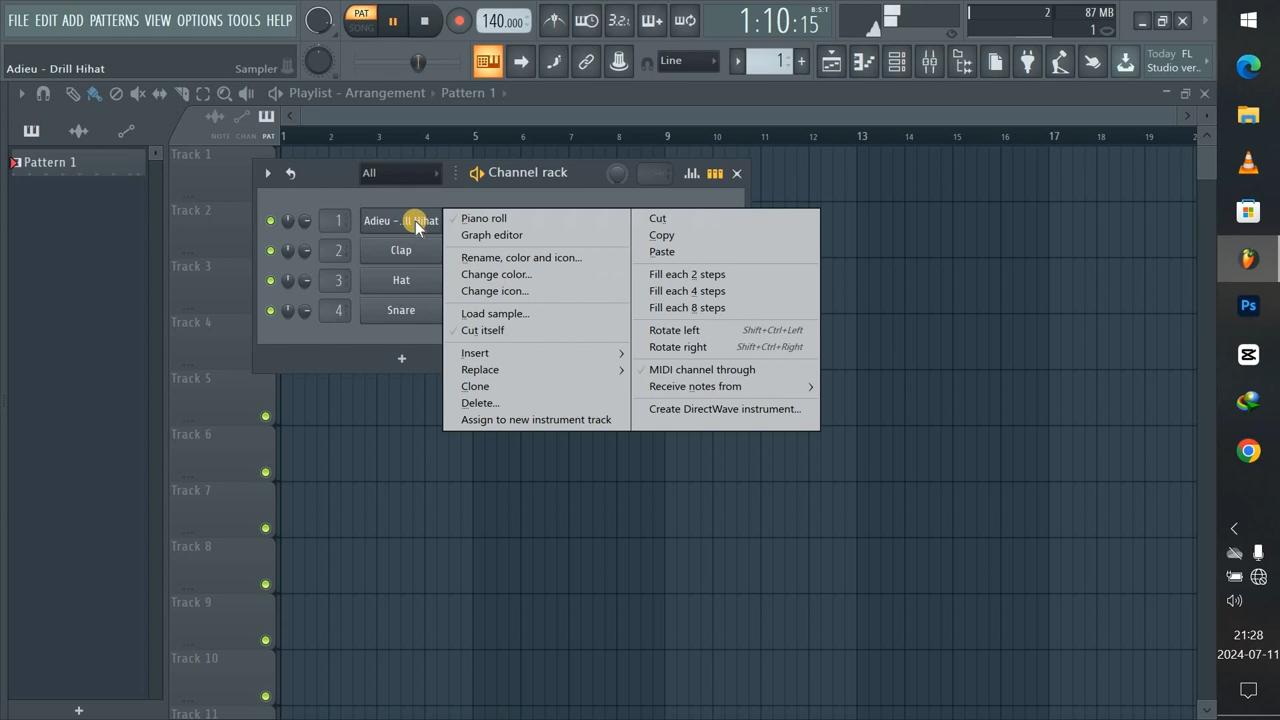 FILE EDIT ADD PATTERNS VIEW OPTIONS TOOLS HELP
PAT
SONG
140.000
3.2
1:10:15
B:S:T
2
87 MB
1
Adieu - Drill Hihat
Sampler
Line
1
Today FL
Studio ver..
Playlist - Arrangement
Pattern 1
NOTE CHAN PAT
1 2 3 4 5 6 7 8 9 10 11 12 13 14 15 16 17 18 19
Pattern 1
Track 1
Track 2
Track 3
Track 4
Track 5
Track 6
Track 7
Track 8
Track 9
Track 10
Track 11
All
Channel rack
1
Adieu -..ill Hihat
2
Clap
3
Hat
4
Snare
+
Piano roll
Graph editor
Rename, color and icon...
Change color...
Change icon...
Load sample...
Cut itself
Insert
Replace
Clone
Delete...
Assign to new instrument track
Cut
Copy
Paste
Fill each 2 steps
Fill each 4 steps
Fill each 8 steps
Rotate left Shift+Ctrl+Left
Rotate right Shift+Ctrl+Right
MIDI channel through
Receive notes from
Create DirectWave instrument...
Ps
21:28
2024-07-11